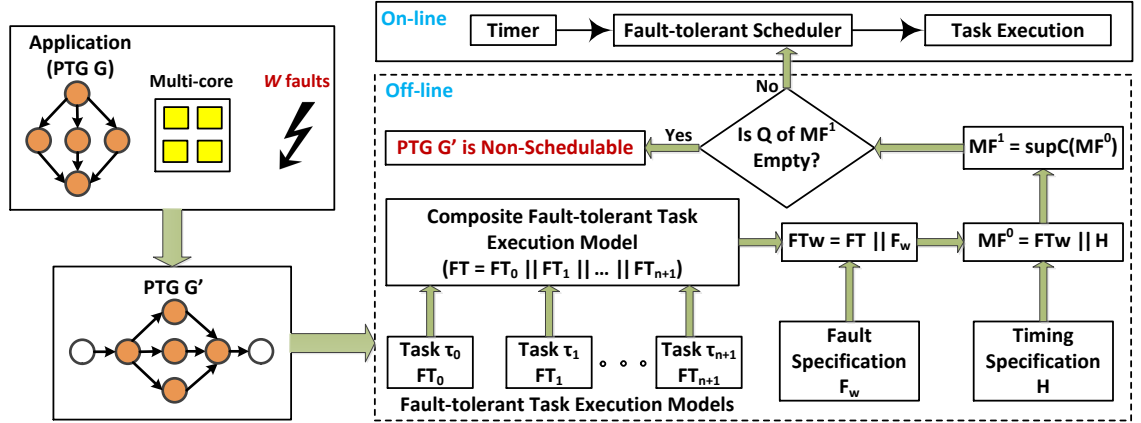 Application
(PTG G)
Multi-core
W faults
PTG G'
On-line
Timer
Fault-tolerant Scheduler
Task Execution
Off-line
No
Yes
Is Q of MF¹
Empty?
PTG G' is Non-Schedulable
MF¹ = supC(MF⁰)
Composite Fault-tolerant Task
Execution Model
(FT = FT₀ || FT₁ || ... || FTₙ₊₁)
FTw = FT || F_w
MF⁰ = FTw || H
Task τ₀
FT₀
Task τ₁
FT₁
Task τₙ₊₁
FTₙ₊₁
Fault
Specification
F_w
Timing
Specification
H
Fault-tolerant Task Execution Models